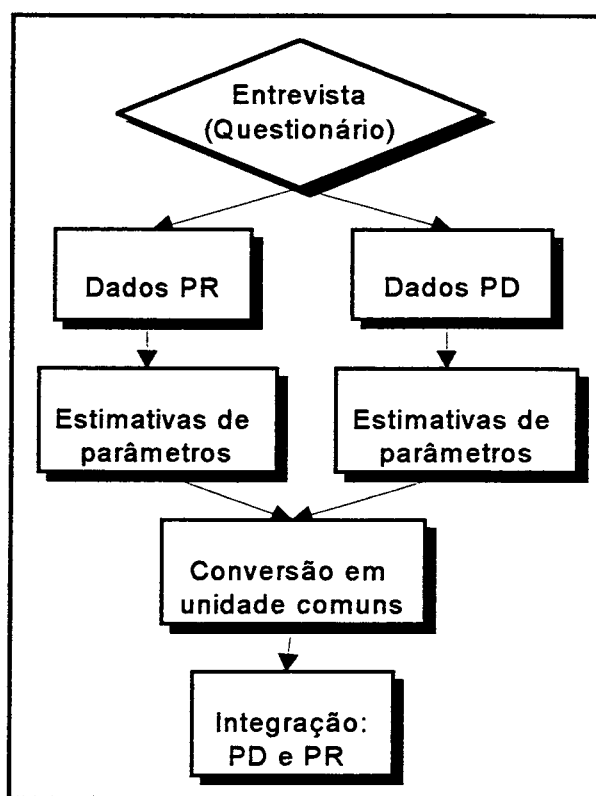 Entrevista
(Questionário)
Dados PR
Dados PD
Estimativas de
parâmetros
Estimativas de
parâmetros
Conversão em
unidade comuns
Integração:
PD e PR